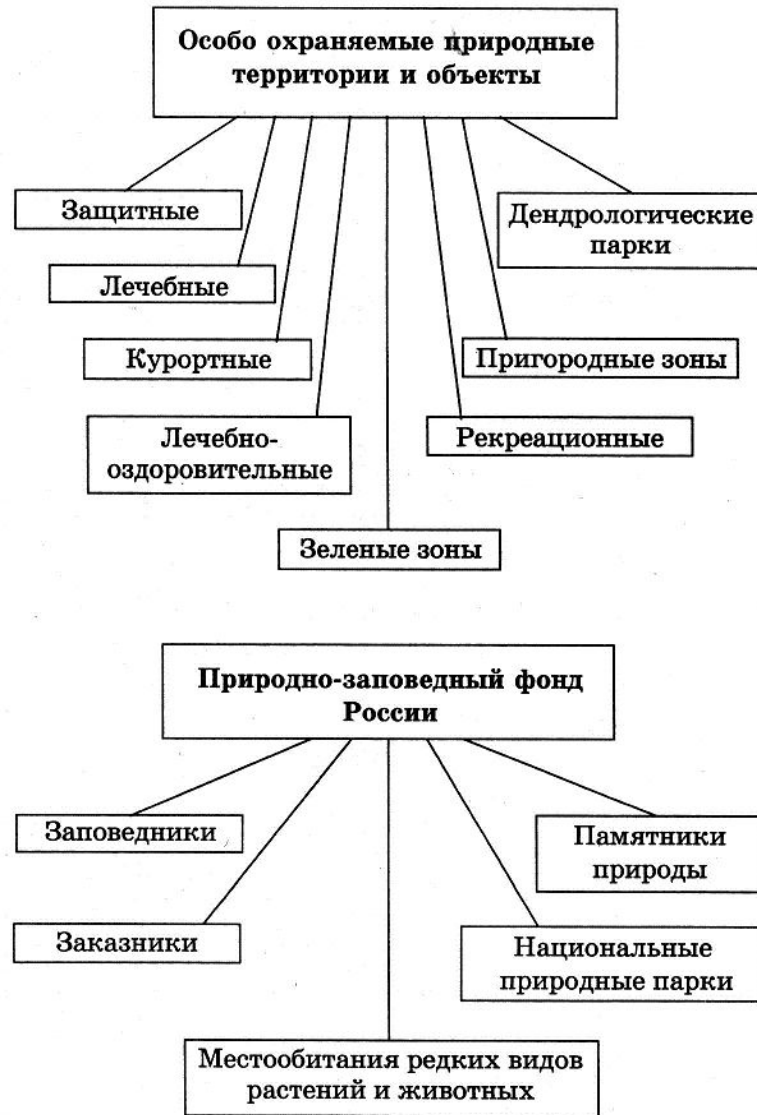 Особо охраняемые природные
территории и объекты
Защитные
Дендрологические
парки
Лечебные
Курортные
Пригородные зоны
Лечебно-
оздоровительные
Рекреационные
Зеленые зоны
Природно-заповедный фонд
России
Заповедники
Памятники
природы
Заказники
Национальные
природные парки
Местообитания редких видов
растений и животных